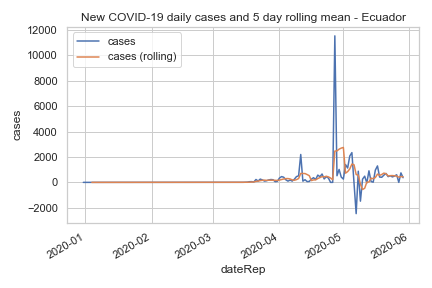 New COVID-19 daily cases and 5 day rolling mean - Ecuador
cases
cases (rolling)
12000
10000
8000
6000
4000
2000
0
−2000
cases
2020-01
2020-02
2020-03
2020-04
2020-05
2020-06
dateRep